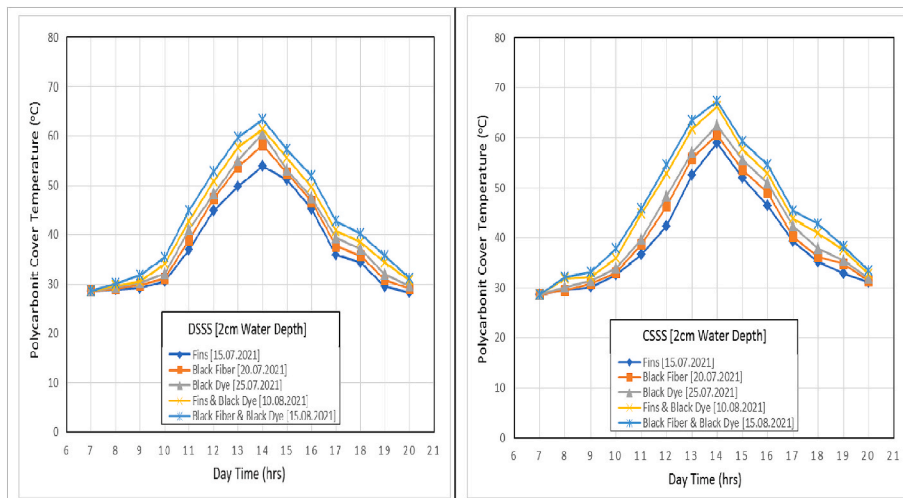 80
70
60
50
40
30
20
10
0
Polycarbonit Cover Temperature (°C)
DSSS [2cm Water Depth]
Fins [15.07.2021]
Black Fiber [20.07.2021]
Black Dye [25.07.2021]
Fins & Black Dye [10.08.2021]
Black Fiber & Black Dye [15.08.2021]
6 7 8 9 10 11 12 13 14 15 16 17 18 19 20 21
Day Time (hrs)
80
70
60
50
40
30
20
10
0
Polycarbonit Cover Temperature (°C)
CSSS [2cm Water Depth]
Fins [15.07.2021]
Black Fiber [20.07.2021]
Black Dye [25.07.2021]
Fins & Black Dye [10.08.2021]
Black Fiber & Black Dye [15.08.2021]
6 7 8 9 10 11 12 13 14 15 16 17 18 19 20 21
Day Time (hrs)